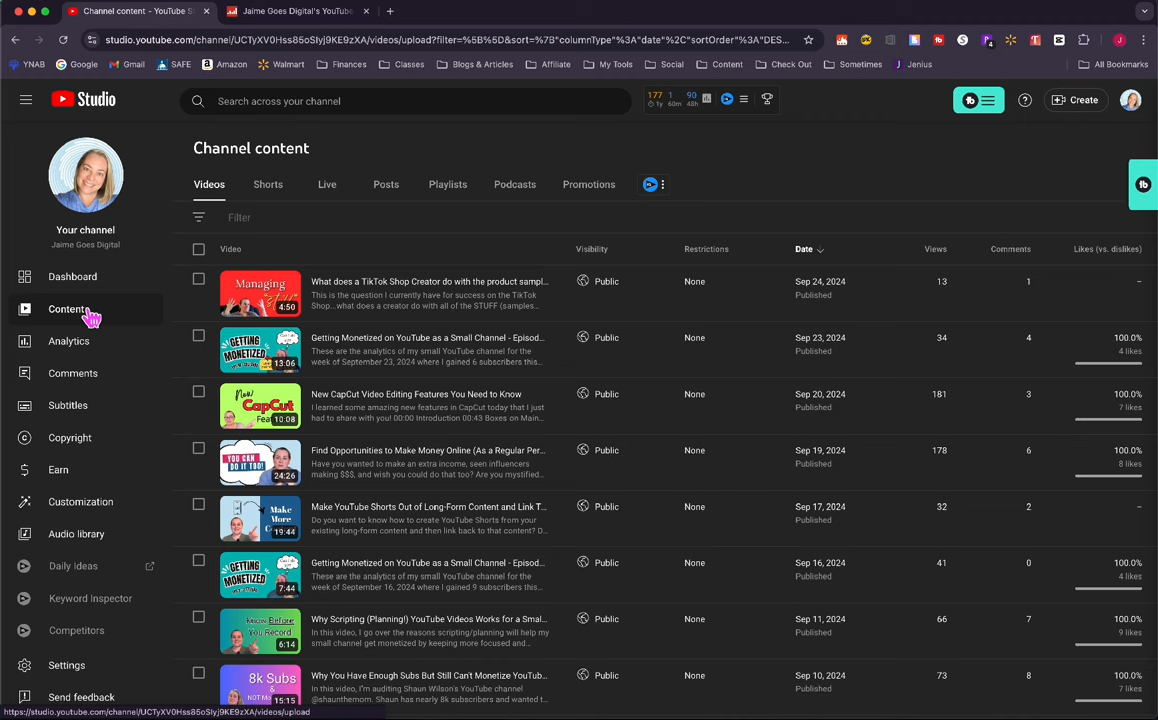 Channel content - YouTube S
Jaime Goes Digital's YouTube
studio.youtube.com/channel/UCTyXV0Hss85oSIyj9KE9zXA/videos/upload?filter=%5B%5D&sort=%7B"columnType"%3A"date"%2C"sortOrder"%3A"DES...
YNAB
Google
Gmail
SAFE
Amazon
Walmart
Finances
Classes
Blogs & Articles
Affiliate
My Tools
Social
Content
Check Out
Sometimes
Jenius
All Bookmarks
Studio
Search across your channel
177 1 90
1y 60m 48h
Create
Your channel
Jaime Goes Digital
Dashboard
Content
Analytics
Comments
Subtitles
Copyright
Earn
Customization
Audio library
Daily Ideas
Keyword Inspector
Competitors
Settings
Send feedback
Channel content
Videos
Shorts
Live
Posts
Playlists
Podcasts
Promotions
Filter
Video
Visibility
Restrictions
Date
Views
Comments
Likes (vs. dislikes)
Managing
4:50
What does a TikTok Shop Creator do with the product sampl...
This is the question I currently have for success on the TikTok
Shop...what does a creator do with all of the STUFF (samples...
Public
None
Sep 24, 2024
Published
13
1
–
GETTING
MONETIZED
13:06
Getting Monetized on YouTube as a Small Channel - Episod...
These are the analytics of my small YouTube channel for the
week of September 23, 2024 where I gained 6 subscribers this...
Public
None
Sep 23, 2024
Published
34
4
100.0%
4 likes
New
CapCut
10:08
New CapCut Video Editing Features You Need to Know
I learned some amazing new features in CapCut today that I just
had to share with you! 00:00 Introduction 00:43 Boxes on Main...
Public
None
Sep 20, 2024
Published
181
3
100.0%
7 likes
YOU CAN
DO IT TOO!
24:26
Find Opportunities to Make Money Online (As a Regular Per...
Have you wanted to make an extra income, seen influencers
making $$$, and wish you could do that too? Are you mystified...
Public
None
Sep 19, 2024
Published
178
6
100.0%
8 likes
Make
More
19:44
Make YouTube Shorts Out of Long-Form Content and Link T...
Do you want to know how to create YouTube Shorts from your
existing long-form content and then link back to that content? D...
Public
None
Sep 17, 2024
Published
32
2
–
GETTING
MONETIZED
7:44
Getting Monetized on YouTube as a Small Channel - Episod...
These are the analytics of my small YouTube channel for the
week of September 16, 2024 where I gained 9 subscribers this...
Public
None
Sep 16, 2024
Published
41
0
100.0%
4 likes
Before
You Record
6:14
Why Scripting (Planning!) YouTube Videos Works for a Smal...
In this video, I go over the reasons scripting/planning will help my
small channel get monetized by keeping more focused and...
Public
None
Sep 11, 2024
Published
66
7
100.0%
9 likes
8k Subs
&
15:15
Why You Have Enough Subs But Still Can't Monetize YouTub...
In this video, I'm auditing Shaun Wilson's YouTube channel
@shaunthemom. Shaun has nearly 8k subscribers and wanted t...
Public
None
Sep 10, 2024
Published
73
8
100.0%
7 likes
https://studio.youtube.com/channel/UCTyXV0Hss85oSIyj9KE9zXA/videos/upload